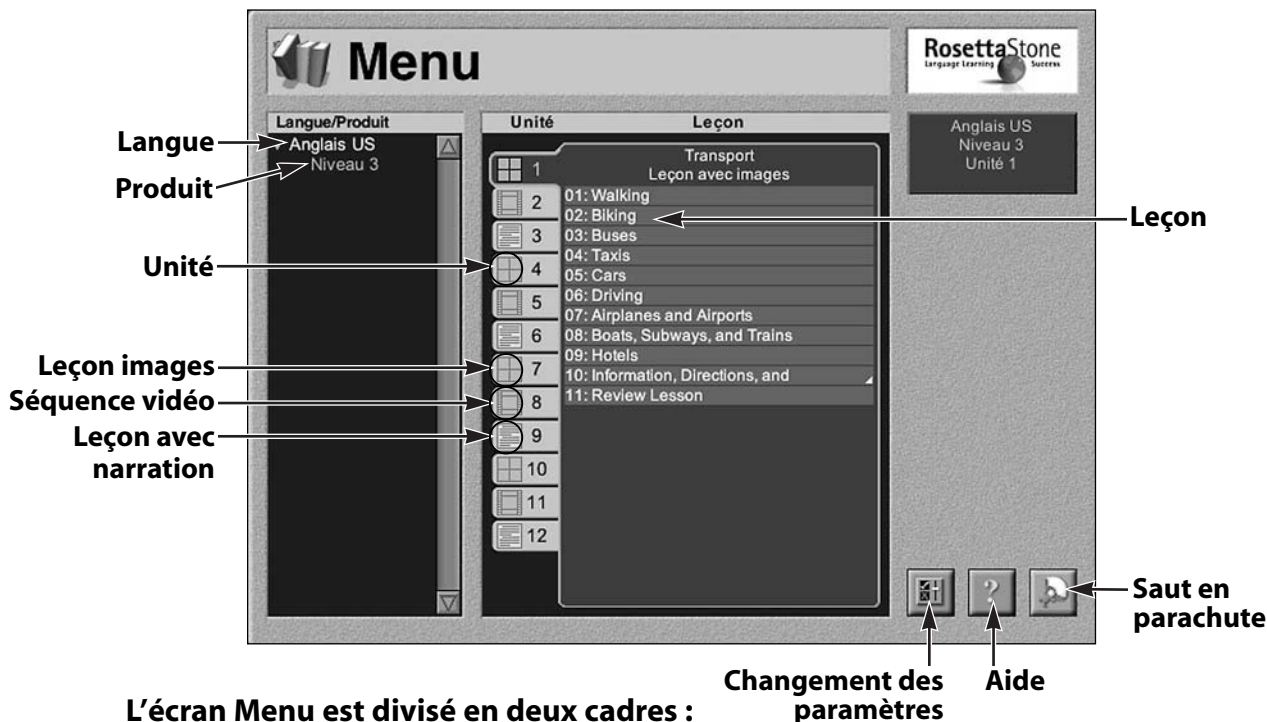 Menu
RosettaStone
Language Learning Success
Langue/Produit
Anglais US
Niveau 3
Unité Leçon
Transport
Leçon avec images
1
2
3
4
5
6
7
8
9
10
11
12
01: Walking
02: Biking
03: Buses
04: Taxis
05: Cars
06: Driving
07: Airplanes and Airports
08: Boats, Subways, and Trains
09: Hotels
10: Information, Directions, and
11: Review Lesson
Anglais US
Niveau 3
Unité 1
?
Langue
Produit
Unité
Leçon images
Séquence vidéo
Leçon avec
narration
Leçon
Saut en
parachute
Changement des
paramètres
Aide
L'écran Menu est divisé en deux cadres :